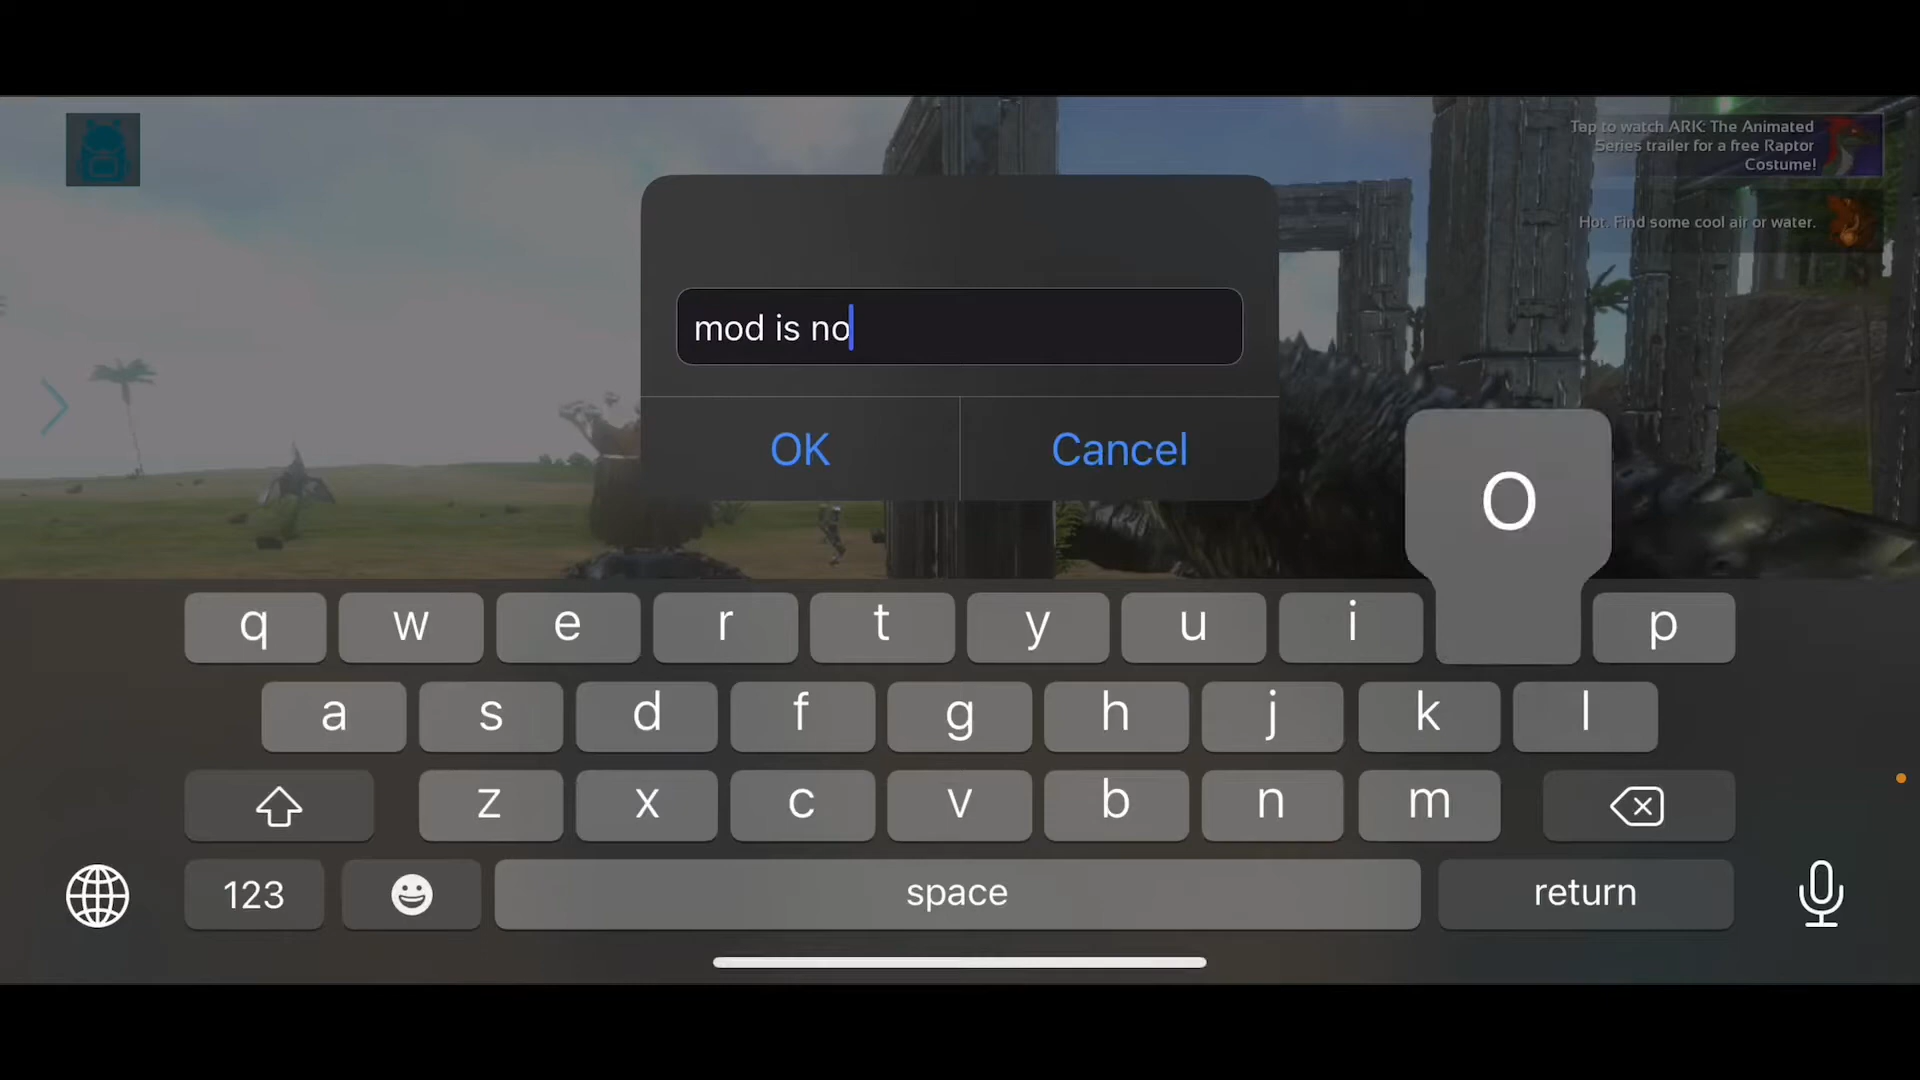 Tap to watch ARK: The Animated
Series trailer for a free Raptor
Costume!
Hot. Find some cool air or water.
mod is no
OK
Cancel
O
q w e r t y u i p
a s d f g h j k l
z x c v b n m
123
space
return